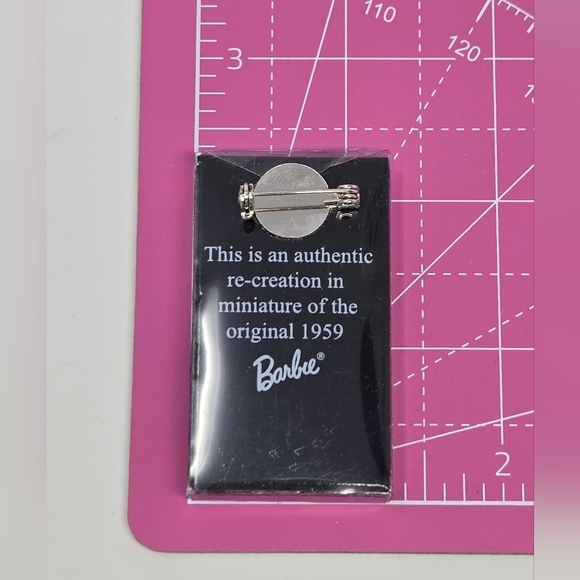 110
120
3
This is an authentic
re-creation in
miniature of the
original 1959
Barbie®
2